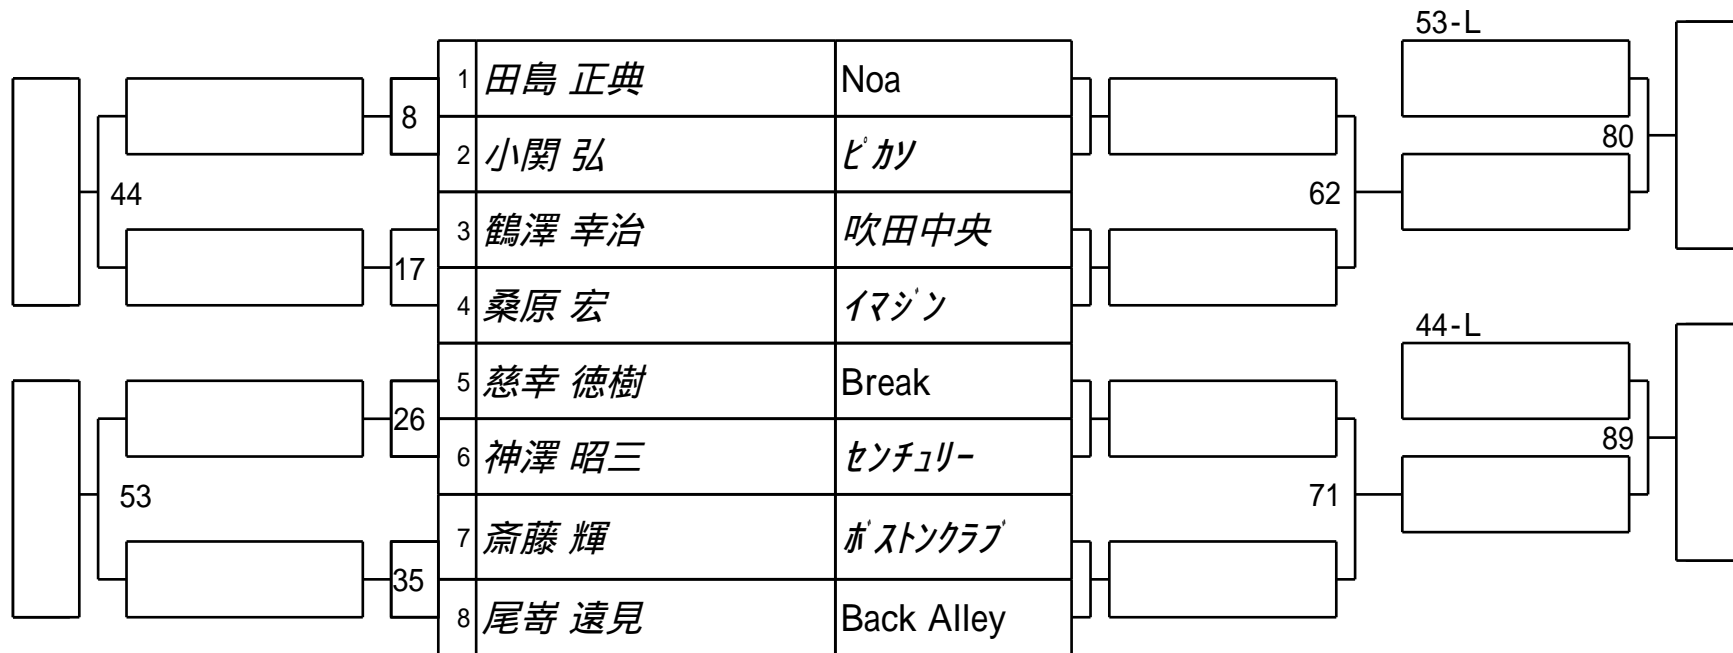 53-L
1 田島 正典 Noa
8
2 小関 弘 ﾋﾟｶｿ
80
44
62
3 鶴澤 幸治 吹田中央
17
4 桑原 宏 ｲﾏｼﾞﾝ
44-L
5 慈幸 徳樹 Break
26
89
6 神澤 昭三 ｾﾝﾁｭﾘｰ
53
71
7 斎藤 輝 ﾎﾞｽﾄﾝｸﾗﾌﾞ
35
8 尾嵜 遠見 Back Alley